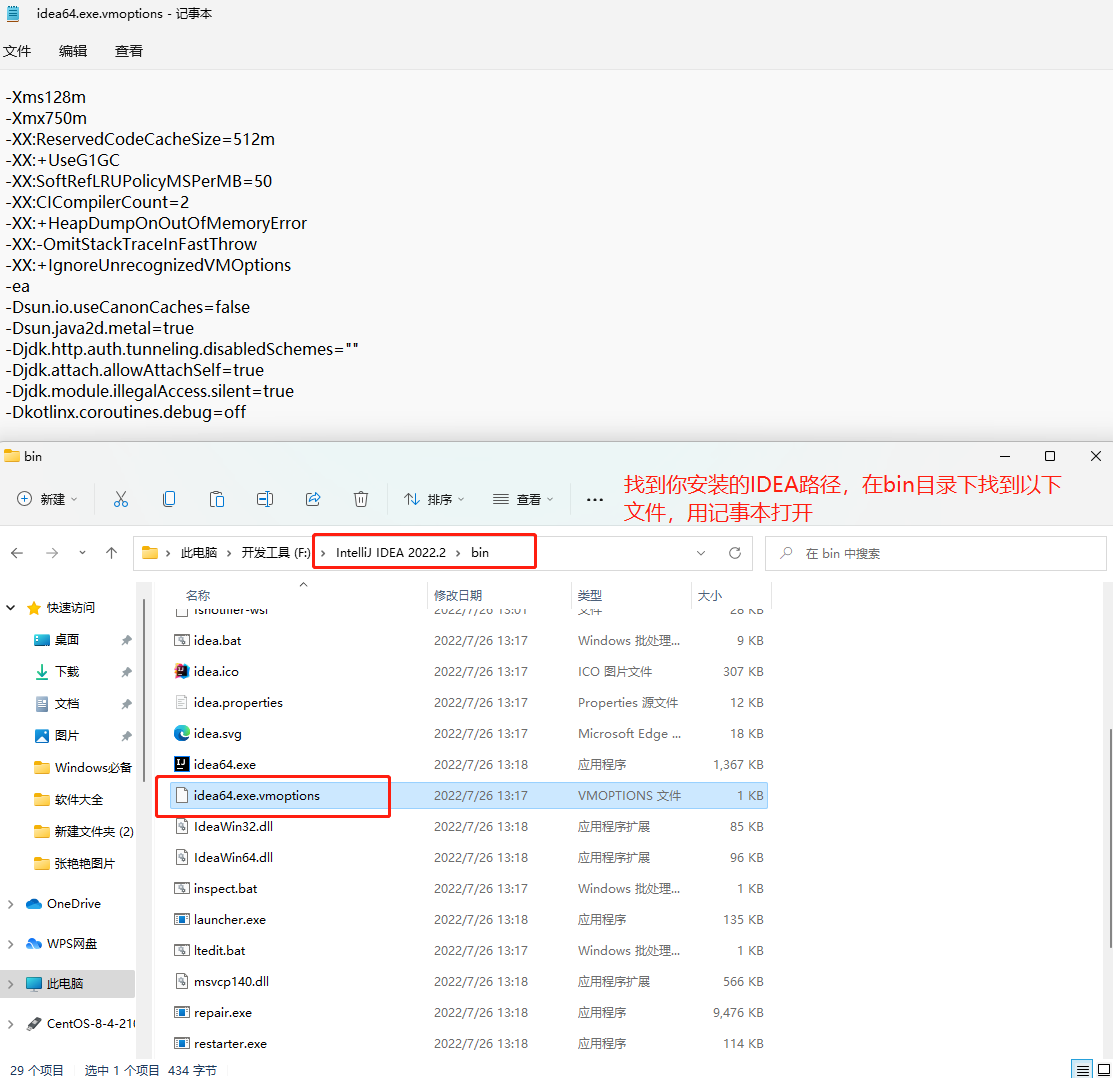 idea64.exe.vmoptions - 记事本
文件 编辑 查看
-Xms128m
-Xmx750m
-XX:ReservedCodeCacheSize=512m
-XX:+UseG1GC
-XX:SoftRefLRUPolicyMSPerMB=50
-XX:CICompilerCount=2
-XX:+HeapDumpOnOutOfMemoryError
-XX:-OmitStackTraceInFastThrow
-XX:+IgnoreUnrecognizedVMOptions
-ea
-Dsun.io.useCanonCaches=false
-Dsun.java2d.metal=true
-Djdk.http.auth.tunneling.disabledSchemes=""
-Djdk.attach.allowAttachSelf=true
-Djdk.module.illegalAccess.silent=true
-Dkotlinx.coroutines.debug=off
bin
新建 排序 查看 ...
找到你安装的IDEA路径，在bin目录下找到以下
文件，用记事本打开
此电脑 › 开发工具 (F:) › IntelliJ IDEA 2022.2 › bin
在 bin 中搜索
快速访问
桌面
下载
文档
图片
Windows必备
软件大全
新建文件夹 (2)
张艳艳图片
OneDrive
WPS网盘
此电脑
CentOS-8-4-210
名称 修改日期 类型 大小
fsnotifier-wsl 2022/7/26 13:01 文件 28 KB
idea.bat 2022/7/26 13:17 Windows 批处理... 9 KB
idea.ico 2022/7/26 13:17 ICO 图片文件 307 KB
idea.properties 2022/7/26 13:17 Properties 源文件 12 KB
idea.svg 2022/7/26 13:17 Microsoft Edge ... 18 KB
idea64.exe 2022/7/26 13:18 应用程序 1,367 KB
idea64.exe.vmoptions 2022/7/26 13:17 VMOPTIONS 文件 1 KB
IdeaWin32.dll 2022/7/26 13:18 应用程序扩展 85 KB
IdeaWin64.dll 2022/7/26 13:18 应用程序扩展 96 KB
inspect.bat 2022/7/26 13:17 Windows 批处理... 1 KB
launcher.exe 2022/7/26 13:18 应用程序 135 KB
ltedit.bat 2022/7/26 13:17 Windows 批处理... 1 KB
msvcp140.dll 2022/7/26 13:18 应用程序扩展 566 KB
repair.exe 2022/7/26 13:18 应用程序 9,476 KB
restarter.exe 2022/7/26 13:18 应用程序 114 KB
29 个项目 选中 1 个项目 434 字节